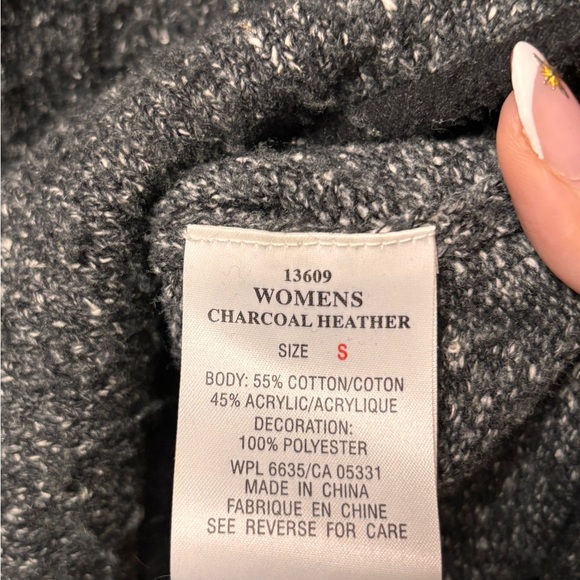 13609
WOMENS
CHARCOAL HEATHER
SIZE S
BODY: 55% COTTON/COTON
45% ACRYLIC/ACRYLIQUE
DECORATION:
100% POLYESTER
WPL 6635/CA 05331
MADE IN CHINA
FABRIQUE EN CHINE
SEE REVERSE FOR CARE